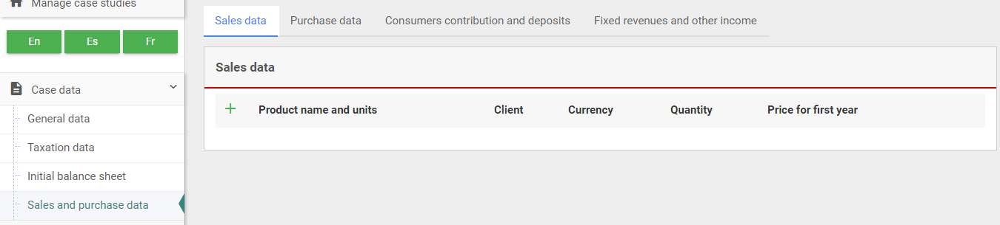 Manage case studies
En Es Fr
Case data
General data
Taxation data
Initial balance sheet
Sales and purchase data
Sales data Purchase data Consumers contribution and deposits Fixed revenues and other income
Sales data
Product name and units Client Currency Quantity Price for first year